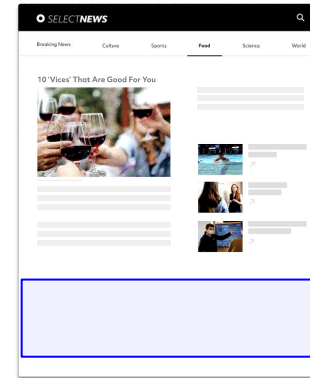 SELECTNEWS
Breaking News Culture Sports Food Science World
10 'Vices' That Are Good For You